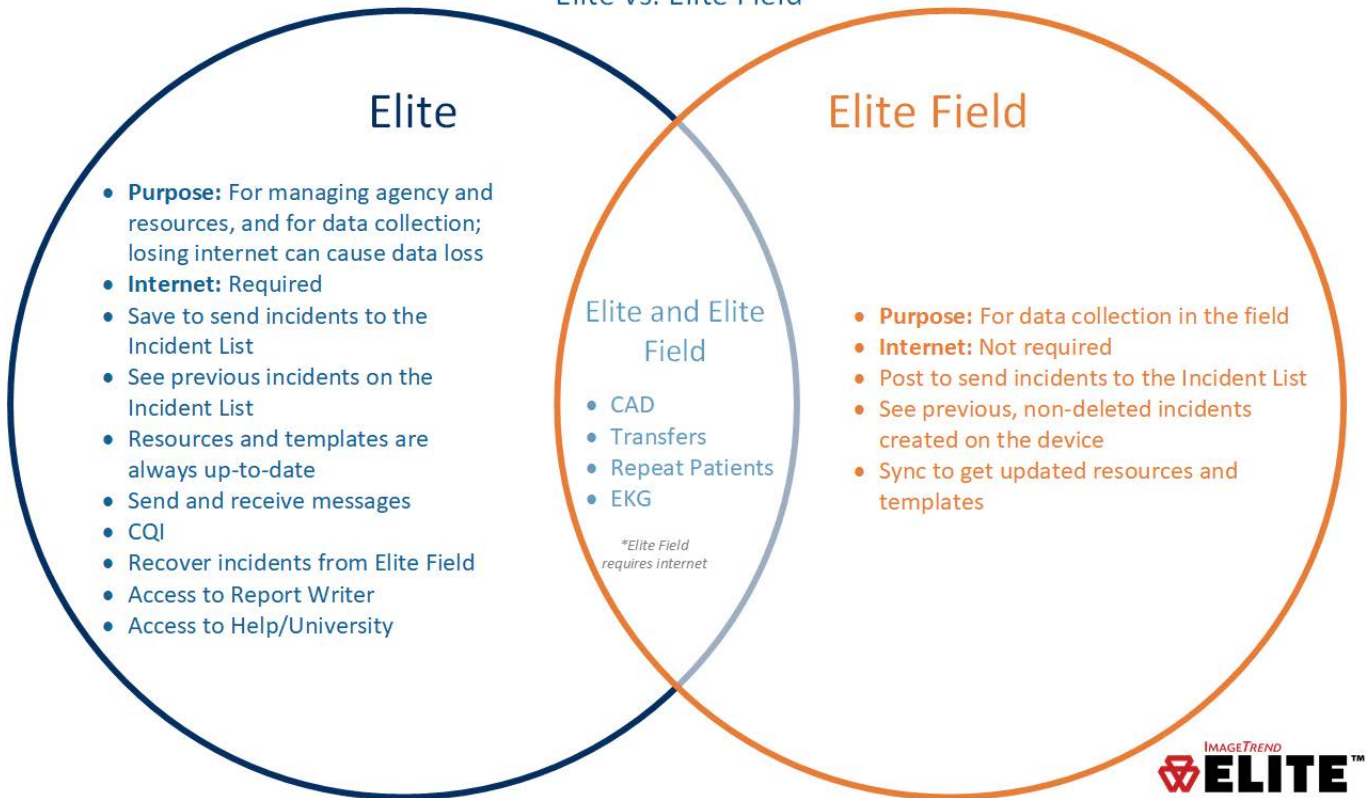 Elite vs. Elite Field
Elite
• Purpose: For managing agency and
resources, and for data collection;
losing internet can cause data loss
• Internet: Required
• Save to send incidents to the
Incident List
• See previous incidents on the
Incident List
• Resources and templates are
always up-to-date
• Send and receive messages
• CQI
• Recover incidents from Elite Field
• Access to Report Writer
• Access to Help/University
Elite and Elite
Field
• CAD
• Transfers
• Repeat Patients
• EKG
*Elite Field
requires internet
Elite Field
• Purpose: For data collection in the field
• Internet: Not required
• Post to send incidents to the Incident List
• See previous, non-deleted incidents
created on the device
• Sync to get updated resources and
templates
IMAGETREND
ELITE™